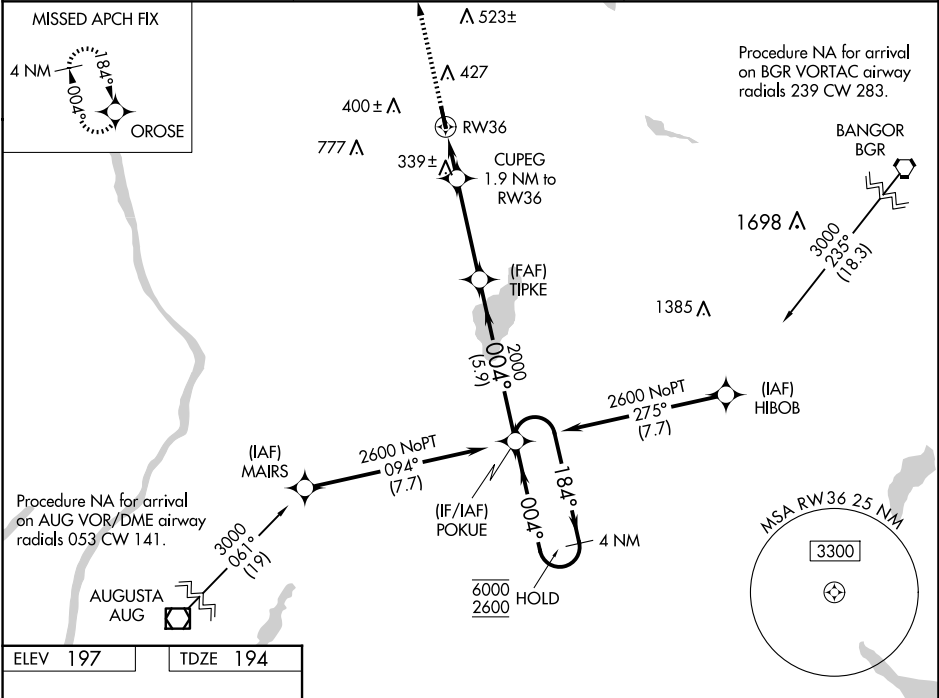 MISSED APCH FIX
4 NM
184°
004°
OROSE
523±
427
400±
RW36
777
339±
CUPEG
1.9 NM to
RW36
Procedure NA for arrival
on BGR VORTAC airway
radials 239 CW 283.
BANGOR
BGR
1698
3000
235°
(18.3)
(FAF)
TIPKE
1385
2000
004°
(5.9)
2600 NoPT
275°
(7.7)
(IAF)
HIBOB
(IAF)
MAIRS
2600 NoPT
094°
(7.7)
(IF/IAF)
POKUE
184°
004°
4 NM
6000
2600
HOLD
Procedure NA for arrival
on AUG VOR/DME airway
radials 053 CW 141.
3000
061°
(19)
AUGUSTA
AUG
MSA RW36 25 NM
3300
ELEV 197
TDZE 194